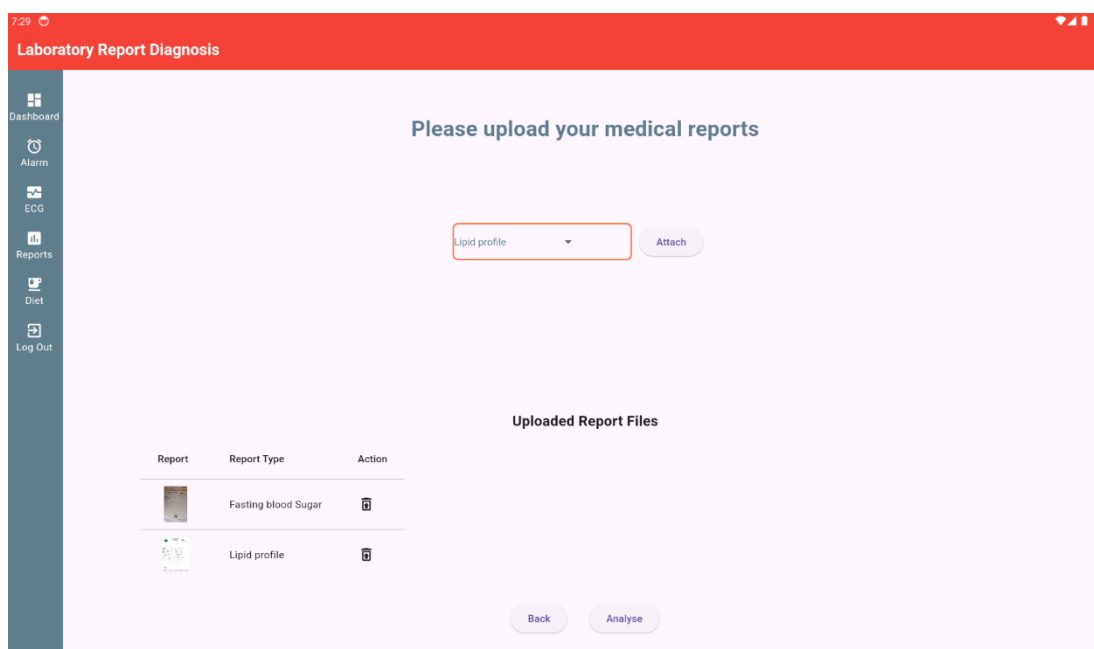 7:29
Laboratory Report Diagnosis
Dashboard
Alarm
ECG
Reports
Diet
Log Out
Please upload your medical reports
Lipid profile
Attach
Uploaded Report Files
Report Report Type Action
Fasting blood Sugar
Lipid profile
Back Analyse